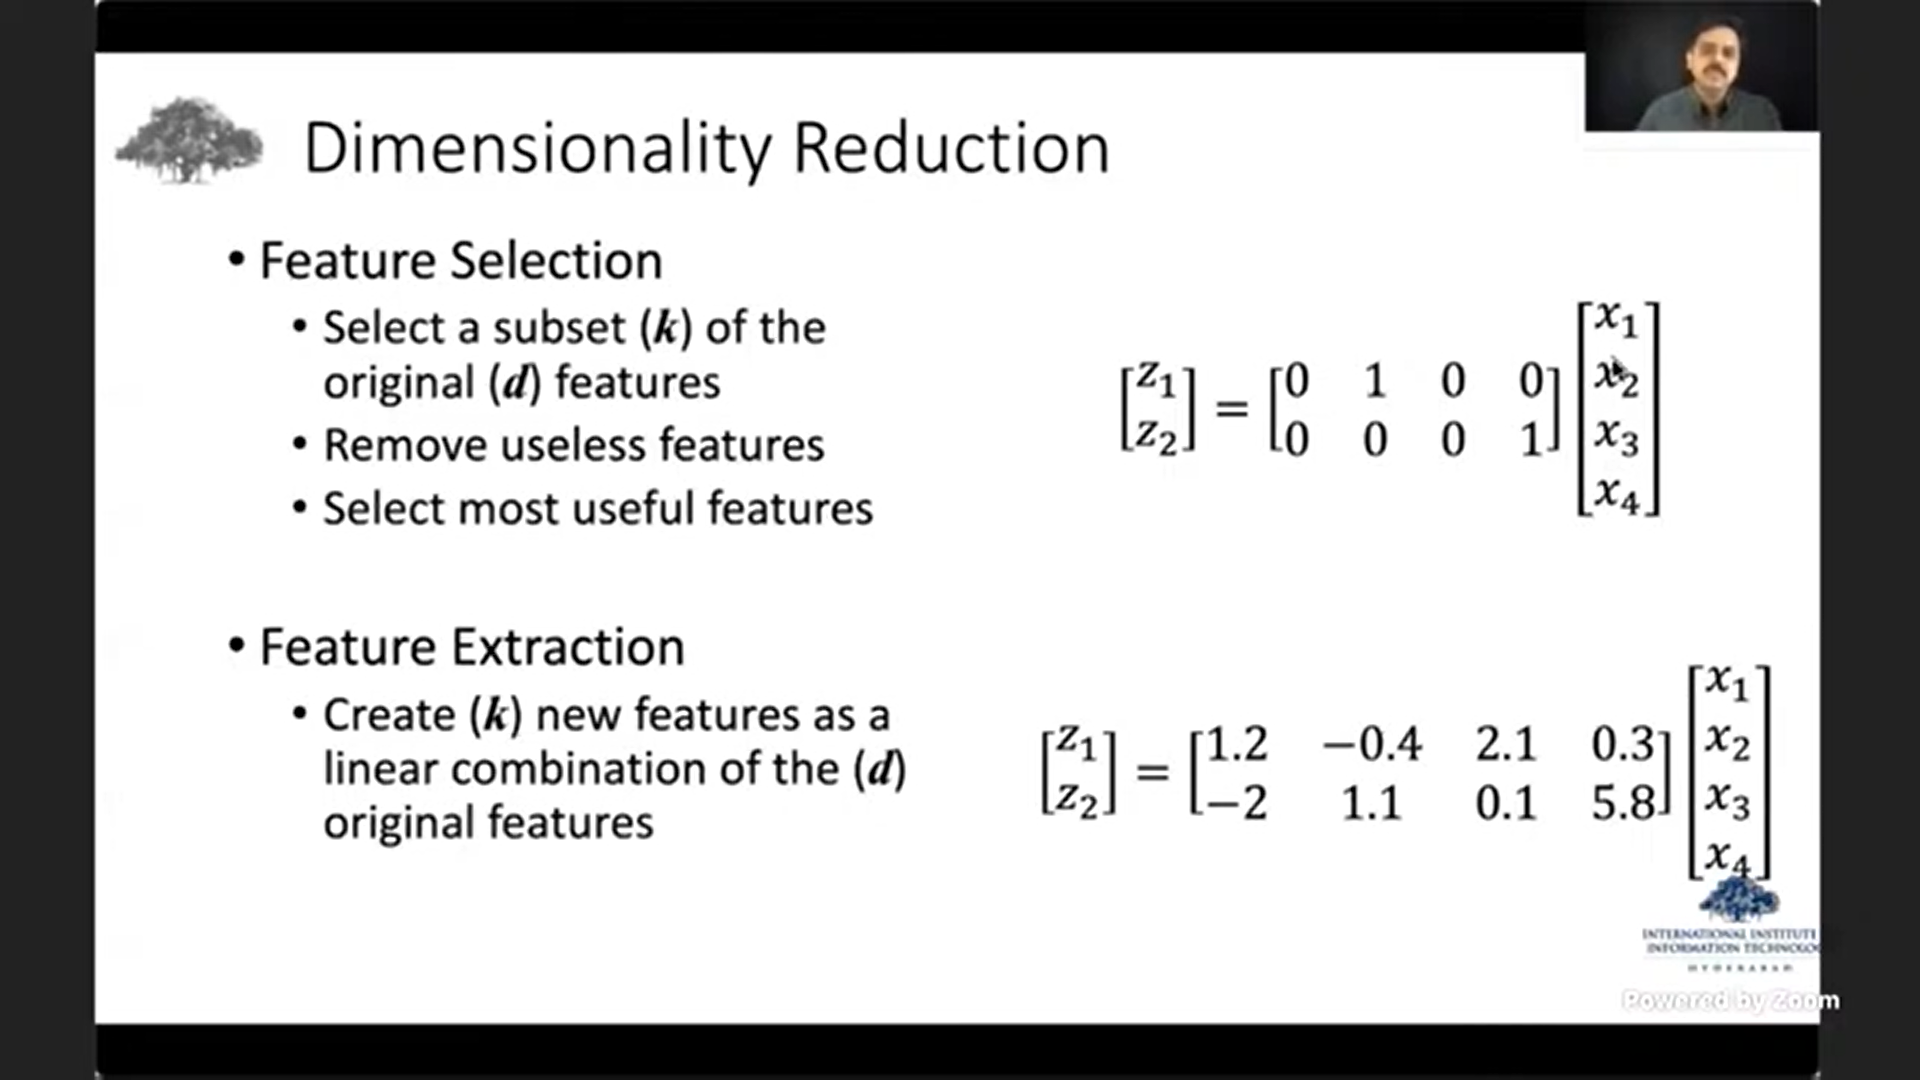 Dimensionality Reduction
• Feature Selection
• Select a subset (k) of the
original (d) features
• Remove useless features
• Select most useful features
[z₁ z₂] = [0 1 0 0; 0 0 0 1] [x₁ x₂ x₃ x₄]
• Feature Extraction
• Create (k) new features as a
linear combination of the (d)
original features
[z₁ z₂] = [1.2 −0.4 2.1 0.3; −2 1.1 0.1 5.8] [x₁ x₂ x₃ x₄]
INTERNATIONAL INSTITUTE
INFORMATION TECHNOLO
HYDERABAD
Powered by Zoom